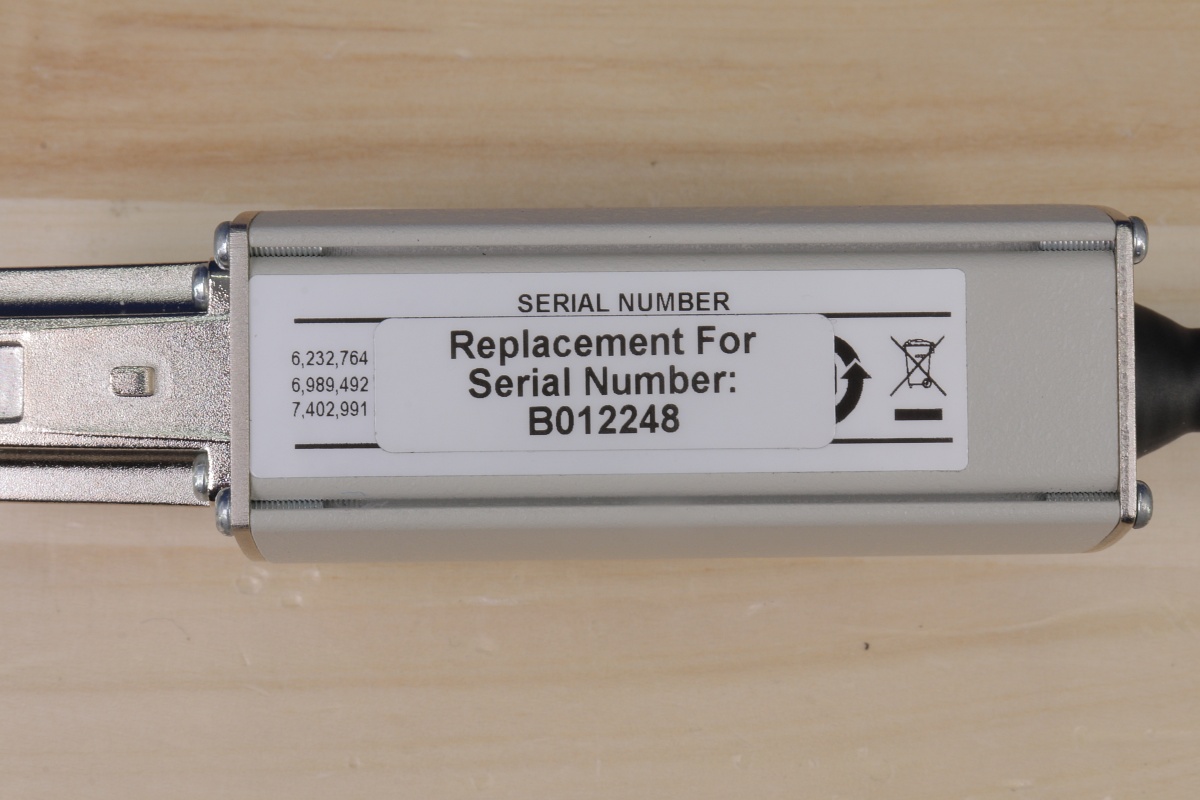 SERIAL NUMBER
6,232,764
6,989,492
7,402,991
Replacement For
Serial Number:
B012248